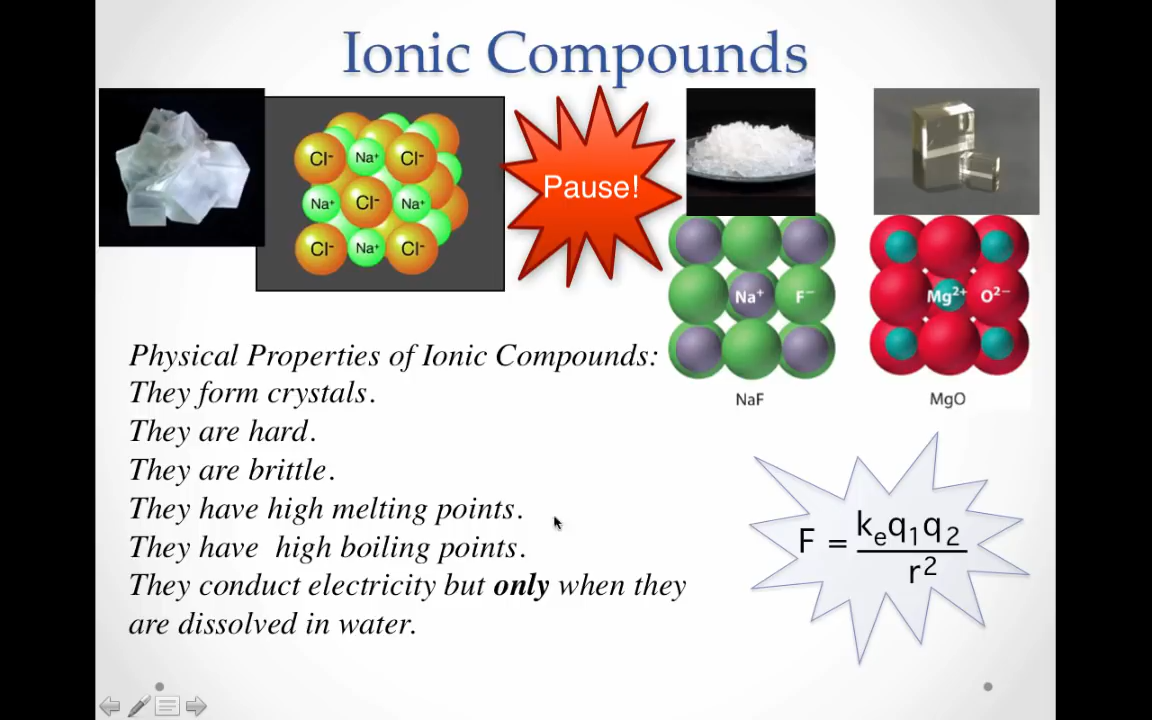 Ionic Compounds
Cl⁻ Na⁺ Cl⁻
Na⁺ Cl⁻ Na⁺
Cl⁻ Na⁺ Cl⁻
Pause!
Na⁺ F⁻
NaF
Mg²⁺ O²⁻
MgO
Physical Properties of Ionic Compounds:
They form crystals.
They are hard.
They are brittle.
They have high melting points.
They have  high boiling points.
They conduct electricity but only when they
are dissolved in water.
F = kₑq₁q₂ / r²